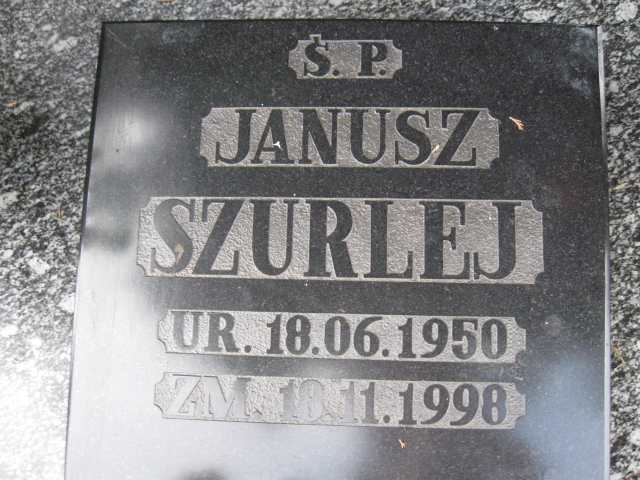 Ś. P.
JANUSZ
SZURLEJ
UR. 18.06.1950
ZM. 18.11.1998